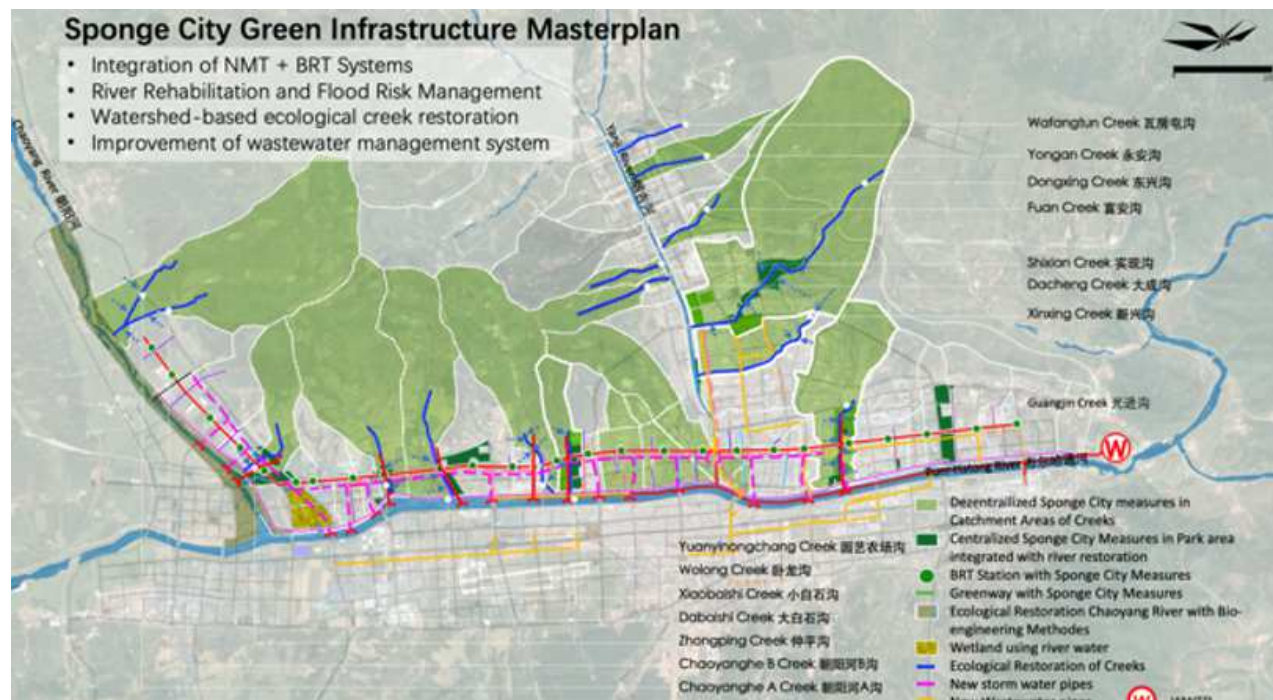 Sponge City Green Infrastructure Masterplan
• Integration of NMT + BRT Systems
• River Rehabilitation and Flood Risk Management
• Watershed-based ecological creek restoration
• Improvement of wastewater management system
Chaoyang River 朝阳河
River
Wafangtun Creek 瓦房屯沟
Yongan Creek 永安沟
Dongxing Creek 东兴沟
Fuan Creek 富安沟
Shixian Creek 实现沟
Dacheng Creek 大成沟
Xinxing Creek 新兴沟
Guangjin Creek 光进沟
River
W
Yuanyinongchang Creek 园艺农场沟
Wolong Creek 卧龙沟
Xiaobaishi Creek 小白石沟
Dabaishi Creek 大白石沟
Zhongping Creek 仲平沟
Chaoyanghe B Creek 朝阳河B沟
Chaoyanghe A Creek 朝阳河A沟
Dezentrallized Sponge City measures in
Catchment Areas of Creeks
Centralized Sponge City Measures in Park area
integrated with river restoration
BRT Station with Sponge City Measures
Greenway with Sponge City Measures
Ecological Restoration Chaoyang River with Bio-
engineering Methodes
Wetland using river water
Ecological Restoration of Creeks
New storm water pipes
W